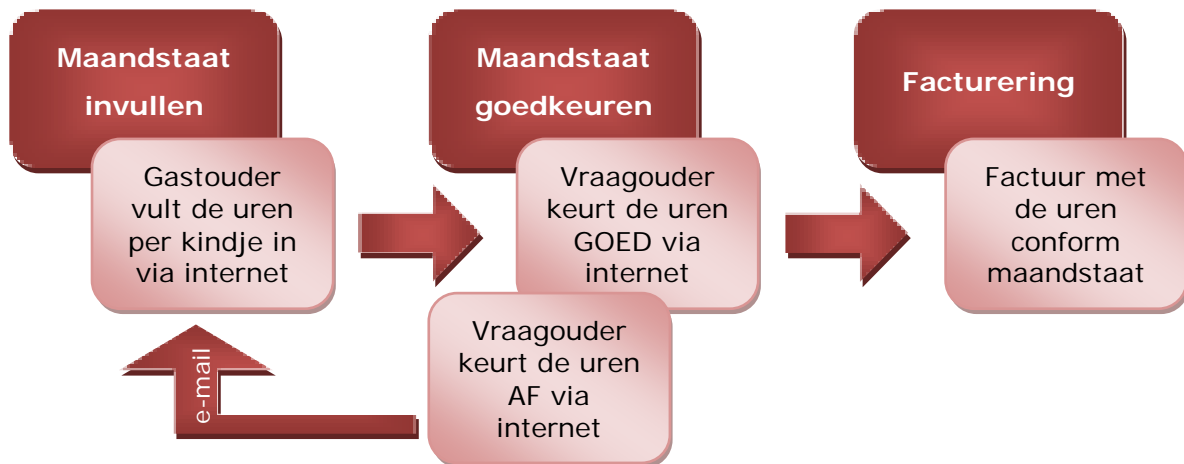 Maandstaat
invullen
Gastouder
vult de uren
per kindje in
via internet
Maandstaat
goedkeuren
Vraagouder
keurt de uren
GOED via
internet
Vraagouder
keurt de uren
AF via
internet
e-mail
Facturering
Factuur met
de uren
conform
maandstaat